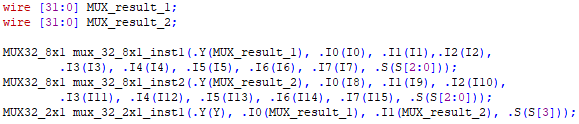 wire [31:0] MUX_result_1;
wire [31:0] MUX_result_2;
MUX32_8x1 mux_32_8x1_inst1(.Y(MUX_result_1), .I0(I0), .I1(I1),.I2(I2),
.I3(I3), .I4(I4), .I5(I5), .I6(I6), .I7(I7), .S(S[2:0]));
MUX32_8x1 mux_32_8x1_inst2(.Y(MUX_result_2), .I0(I8), .I1(I9), .I2(I10),
.I3(I11), .I4(I12), .I5(I13), .I6(I14), .I7(I15), .S(S[2:0]));
MUX32_2x1 mux_32_2x1_inst1(.Y(Y), .I0(MUX_result_1), .I1(MUX_result_2), .S(S[3]));